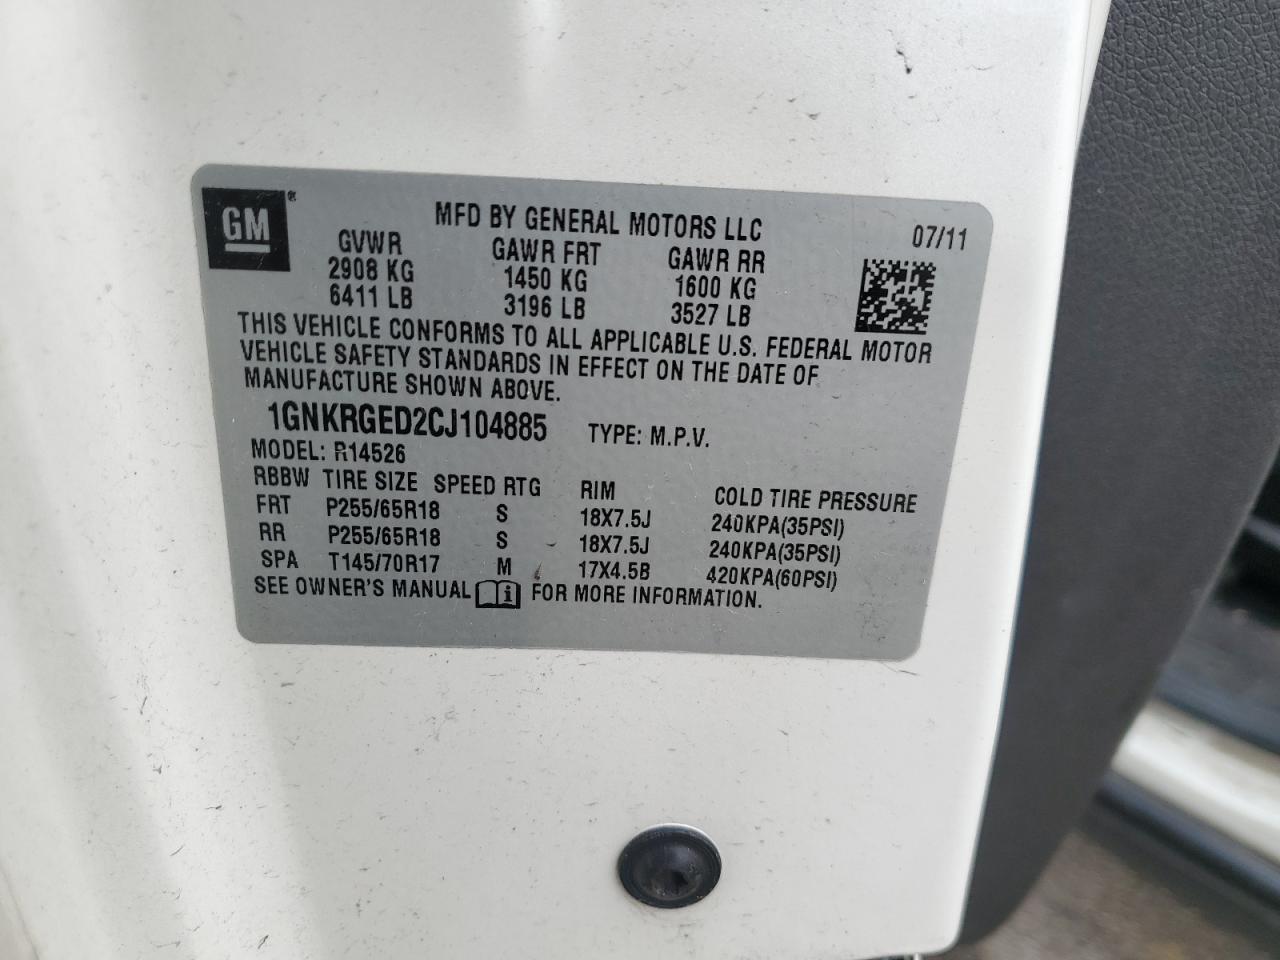 GM®
MFD BY GENERAL MOTORS LLC
07/11
GVWR GAWR FRT GAWR RR
2908 KG 1450 KG 1600 KG
6411 LB 3196 LB 3527 LB
THIS VEHICLE CONFORMS TO ALL APPLICABLE U.S. FEDERAL MOTOR
VEHICLE SAFETY STANDARDS IN EFFECT ON THE DATE OF
MANUFACTURE SHOWN ABOVE.
1GNKRGED2CJ104885 TYPE: M.P.V.
MODEL: R14526
RBBW TIRE SIZE SPEED RTG RIM COLD TIRE PRESSURE
FRT P255/65R18 S 18X7.5J 240KPA(35PSI)
RR P255/65R18 S 18X7.5J 240KPA(35PSI)
SPA T145/70R17 M 17X4.5B 420KPA(60PSI)
SEE OWNER'S MANUAL i FOR MORE INFORMATION.